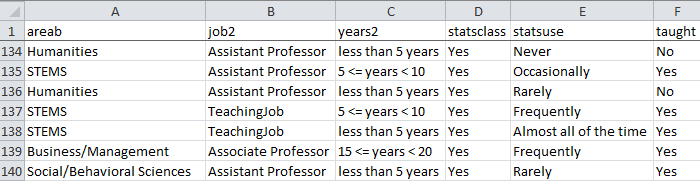 A B C D E F
1 areab job2 years2 statsclass statsuse taught
134 Humanities Assistant Professor less than 5 years Yes Never No
135 STEMS Assistant Professor 5 <= years < 10 Yes Occasionally Yes
136 Humanities Assistant Professor less than 5 years Yes Rarely No
137 STEMS TeachingJob 5 <= years < 10 Yes Frequently Yes
138 STEMS TeachingJob less than 5 years Yes Almost all of the time Yes
139 Business/Management Associate Professor 15 <= years < 20 Yes Frequently Yes
140 Social/Behavioral Sciences Assistant Professor less than 5 years Yes Rarely Yes